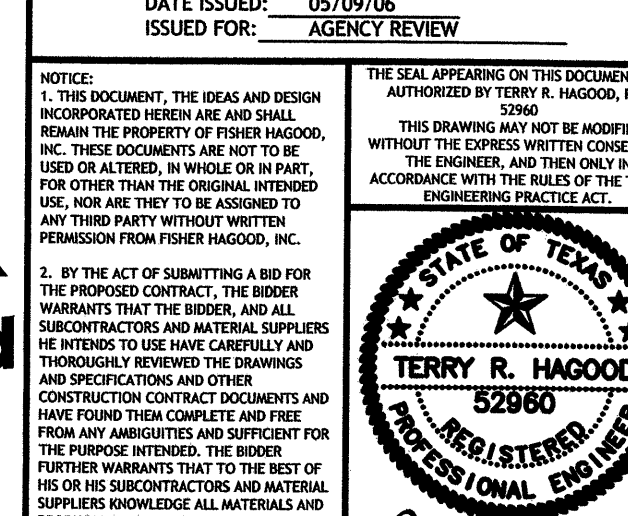 DATE ISSUED: 05/09/06
ISSUED FOR: AGENCY REVIEW
NOTICE:
1. THIS DOCUMENT, THE IDEAS AND DESIGN
INCORPORATED HEREIN ARE AND SHALL
REMAIN THE PROPERTY OF FISHER HAGOOD,
INC. THESE DOCUMENTS ARE NOT TO BE
USED OR ALTERED, IN WHOLE OR IN PART,
FOR OTHER THAN THE ORIGINAL INTENDED
USE, NOR ARE THEY TO BE ASSIGNED TO
ANY THIRD PARTY WITHOUT WRITTEN
PERMISSION FROM FISHER HAGOOD, INC.
2. BY THE ACT OF SUBMITTING A BID FOR
THE PROPOSED CONTRACT, THE BIDDER
WARRANTS THAT THE BIDDER, AND ALL
SUBCONTRACTORS AND MATERIAL SUPPLIERS
HE INTENDS TO USE HAVE CAREFULLY AND
THOROUGHLY REVIEWED THE DRAWINGS
AND SPECIFICATIONS AND OTHER
CONSTRUCTION CONTRACT DOCUMENTS AND
HAVE FOUND THEM COMPLETE AND FREE
FROM ANY AMBIGUITIES AND SUFFICIENT FOR
THE PURPOSE INTENDED. THE BIDDER
FURTHER WARRANTS THAT TO THE BEST OF
HIS OR HIS SUBCONTRACTORS AND MATERIAL
SUPPLIERS KNOWLEDGE ALL MATERIALS AND
THE SEAL APPEARING ON THIS DOCUMEN
AUTHORIZED BY TERRY R. HAGOOD,
52960
THIS DRAWING MAY NOT BE MODIFI
WITHOUT THE EXPRESS WRITTEN CONSE
THE ENGINEER, AND THEN ONLY IN
ACCORDANCE WITH THE RULES OF THE
ENGINEERING PRACTICE ACT.
STATE OF TEXAS
TERRY R. HAGOOD
52960
REGISTERED
PROFESSIONAL ENGINEER